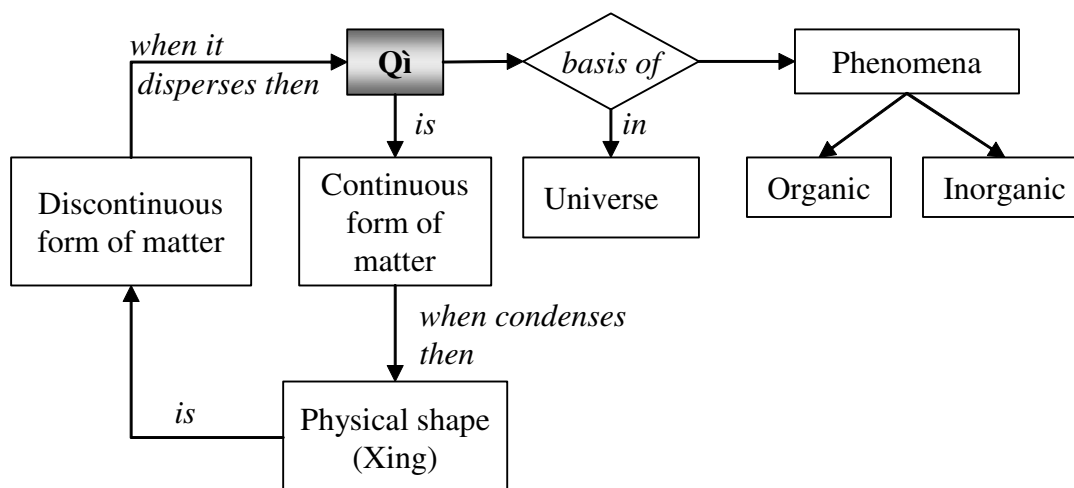 when it
disperses then
Qì
basis of
Phenomena
is
in
Discontinuous
form of matter
Continuous
form of
matter
Universe
Organic
Inorganic
when condenses
then
is
Physical shape
(Xing)